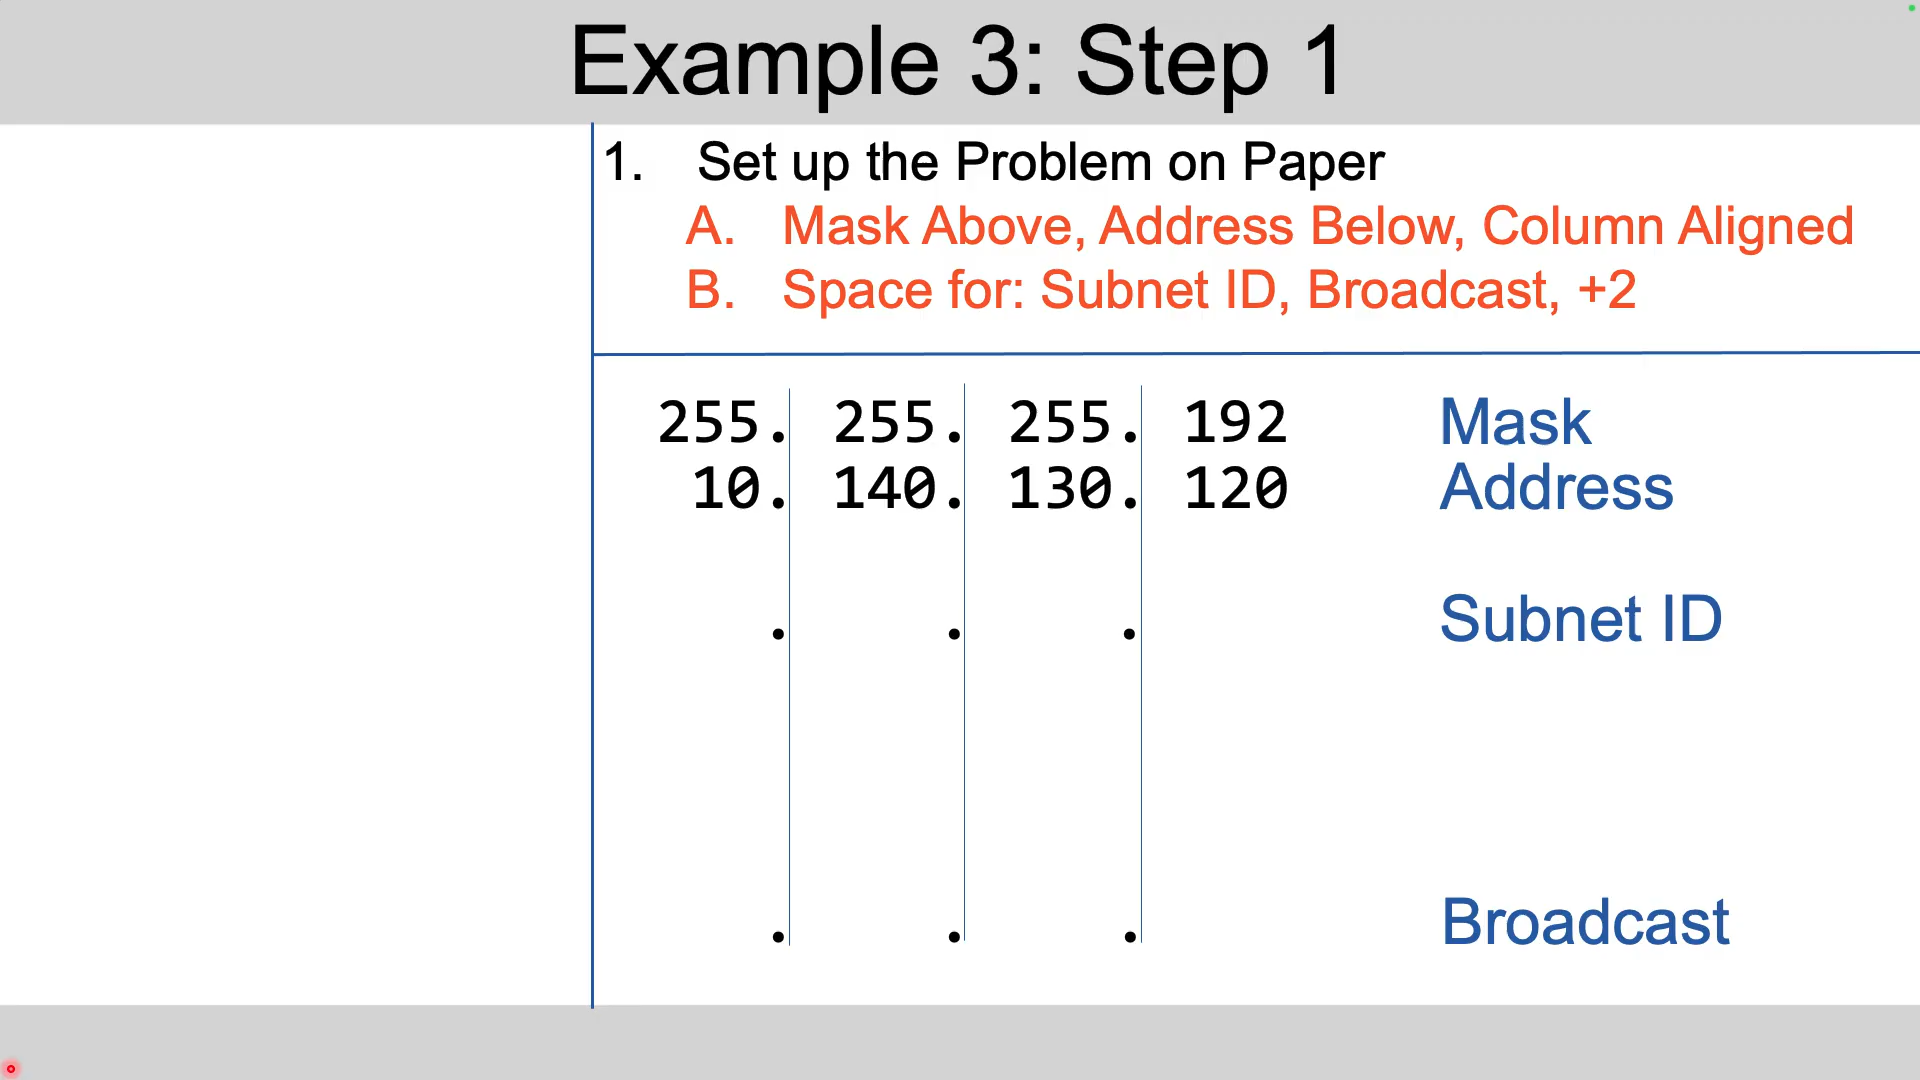 Example 3: Step 1
1. Set up the Problem on Paper
A. Mask Above, Address Below, Column Aligned
B. Space for: Subnet ID, Broadcast, +2
255. 255. 255. 192 Mask
10. 140. 130. 120 Address
. . . Subnet ID
. . . Broadcast